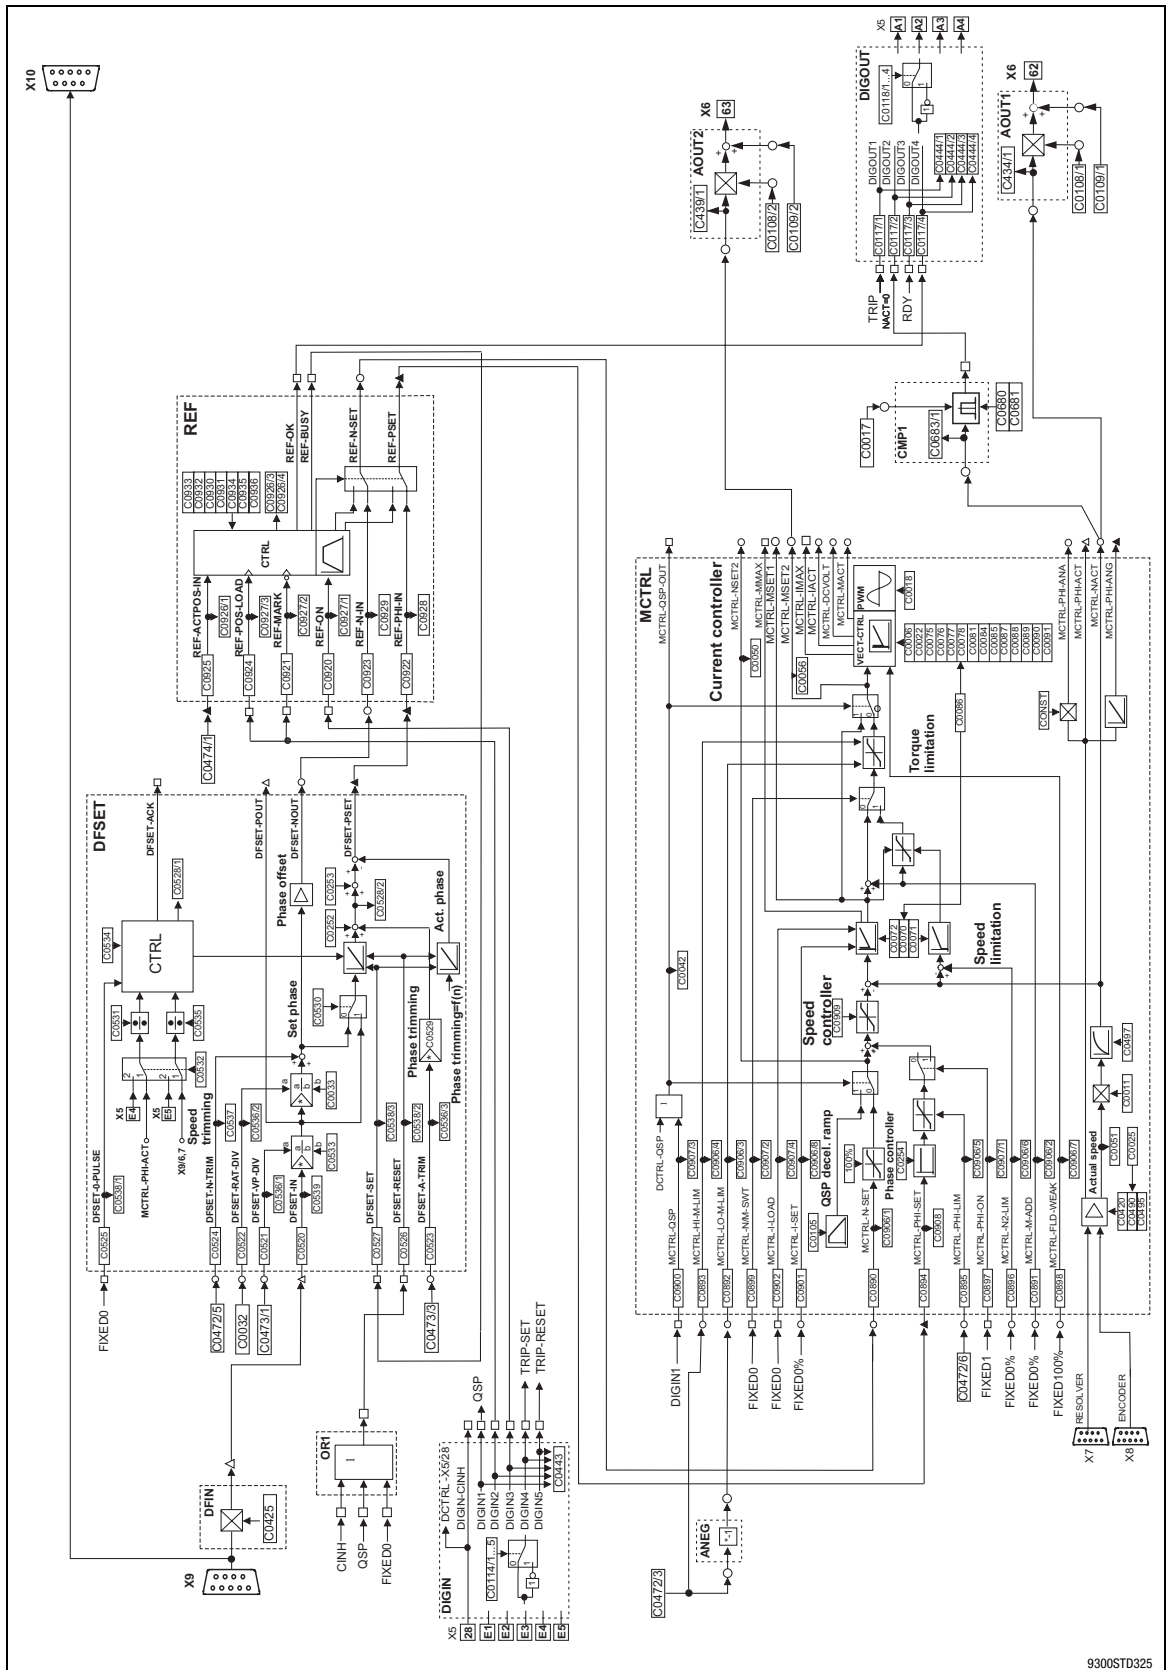 X9
DFIN
C0425
X10
CINH
QSP
FIXED0
OR1
1
DIGIN
X5
28
E1
E2
E3
E4
E5
C0114/1...5
0
1
1
DCTRL -X5/28
DIGIN-CINH
DIGIN1
DIGIN2
DIGIN3
DIGIN4
DIGIN5
C0443
QSP
TRIP-SET
TRIP-RESET
DFSET
FIXED0
C0472/5
C0032
C0473/1
C0473/3
C0525
C0524
C0522
C0521
C0520
C0527
C0526
C0523
DFSET-0-PULSE
C0538/1
MCTRL-PHI-ACT
X5
E4
X5
E5
X9/6,7
2
1
2
1
C0532
C0531
C0535
CTRL
C0534
DFSET-ACK
C0528/1
Speed
trimming
DFSET-N-TRIM
C0537
DFSET-RAT-DIV
C0536/2
DFSET-VP-DIV
C0536/1
DFSET-IN
C0539
* a
b
C0533
* a
b
C0033
Set phase
C0530
0
1
DFSET-SET
C0538/3
DFSET-RESET
C0538/2
DFSET-A-TRIM
C0536/3
* C0529
Phase trimming
Phase trimming=f(n)
Act. phase
Phase offset
C0252
C0253
C0528/2
DFSET-POUT
DFSET-NOUT
DFSET-PSET
REF
C0474/1
C0925
C0924
C0921
C0920
C0923
C0922
REF-ACTPOS-IN
C0926/1
REF-POS-LOAD
C0927/3
REF-MARK
C0927/2
REF-ON
C0927/1
REF-N-IN
C0929
REF-PHI-IN
C0928
CTRL
C0933
C0932
C0930
C0931
C0934
C0935
C0936
C0926/3
C0926/4
REF-OK
REF-BUSY
REF-N-SET
REF-PSET
C0472/3
ANEG
*-1
MCTRL
DIGIN1
FIXED0
FIXED0
FIXED0%
C0472/6
FIXED1
FIXED0%
FIXED0%
FIXED100%
RESOLVER
X7
ENCODER
X8
C0900
C0893
C0892
C0899
C0902
C0901
C0890
C0894
C0895
C0897
C0896
C0891
C0898
DCTRL-QSP
MCTRL-QSP
C0907/3
MCTRL-HI-M-LIM
C0906/4
MCTRL-LO-M-LIM
C0906/3
MCTRL-N/M-SWT
C0907/2
MCTRL-I-LOAD
C0907/4
MCTRL-I-SET
C0906/8
C0105
QSP
decel. ramp
MCTRL-N-SET
C0906/1
100%
Phase controller
C0254
MCTRL-PHI-SET
C0908
MCTRL-PHI-LIM
C0906/5
MCTRL-PHI-ON
C0907/1
MCTRL-N2-LIM
C0906/6
MCTRL-M-ADD
C0906/2
MCTRL-FLD-WEAK
C0906/7
Actual speed
C0420
C0490
C0495
C0025
C0051
C0011
C0497
C0042
Speed
controller
C0909
C0072
C0070
C0071
Speed
limitation
Torque
limitation
Current controller
C0050
C0056
C0086
VECT-CTRL
PWM
C0018
C0006
C0022
C0075
C0076
C0077
C0078
C0081
C0084
C0085
C0087
C0088
C0089
C0090
C0091
CONST
MCTRL-QSP-OUT
MCTRL-NSET2
MCTRL-MMAX
MCTRL-MSET1
MCTRL-MSET2
MCTRL-IMAX
MCTRL-IACT
MCTRL-DCVOLT
MCTRL-MACT
MCTRL-PHI-ANA
MCTRL-PHI-ACT
MCTRL-NACT
MCTRL-PHI-ANG
CMP1
C0017
C0683/1
C0680
C0681
AOUT2
X6
63
C439/1
C0108/2
C0109/2
DIGOUT
X5
A1
A2
A3
A4
TRIP
NACT=0
RDY
C0117/1
C0117/2
C0117/3
C0117/4
DIGOUT1
DIGOUT2
DIGOUT3
DIGOUT4
C0118/1...4
0
1
1
C0444/1
C0444/2
C0444/3
C0444/4
AOUT1
X6
62
C434/1
C0108/1
C0109/1
9300STD325